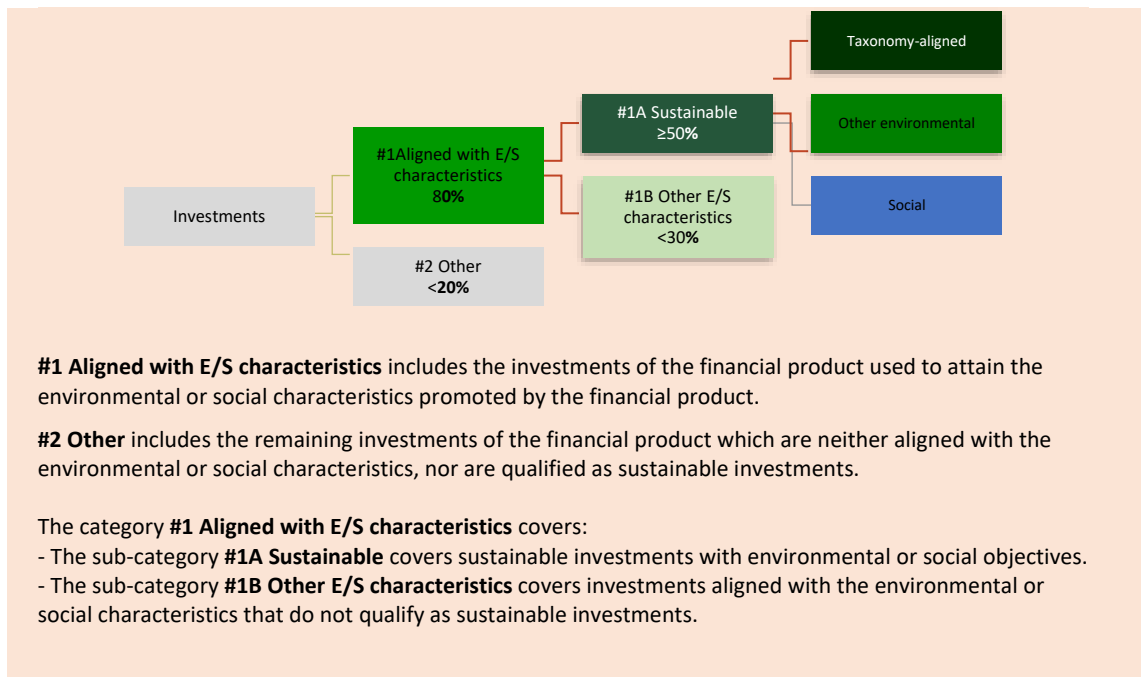 Taxonomy-aligned
#1A Sustainable
≥50%
Other environmental
#1Aligned with E/S
characteristics
80%
#1B Other E/S
characteristics
<30%
Social
Investments
#2 Other
<20%
#1 Aligned with E/S characteristics includes the investments of the financial product used to attain the
environmental or social characteristics promoted by the financial product.
#2 Other includes the remaining investments of the financial product which are neither aligned with the
environmental or social characteristics, nor are qualified as sustainable investments.
The category #1 Aligned with E/S characteristics covers:
- The sub-category #1A Sustainable covers sustainable investments with environmental or social objectives.
- The sub-category #1B Other E/S characteristics covers investments aligned with the environmental or
social characteristics that do not qualify as sustainable investments.